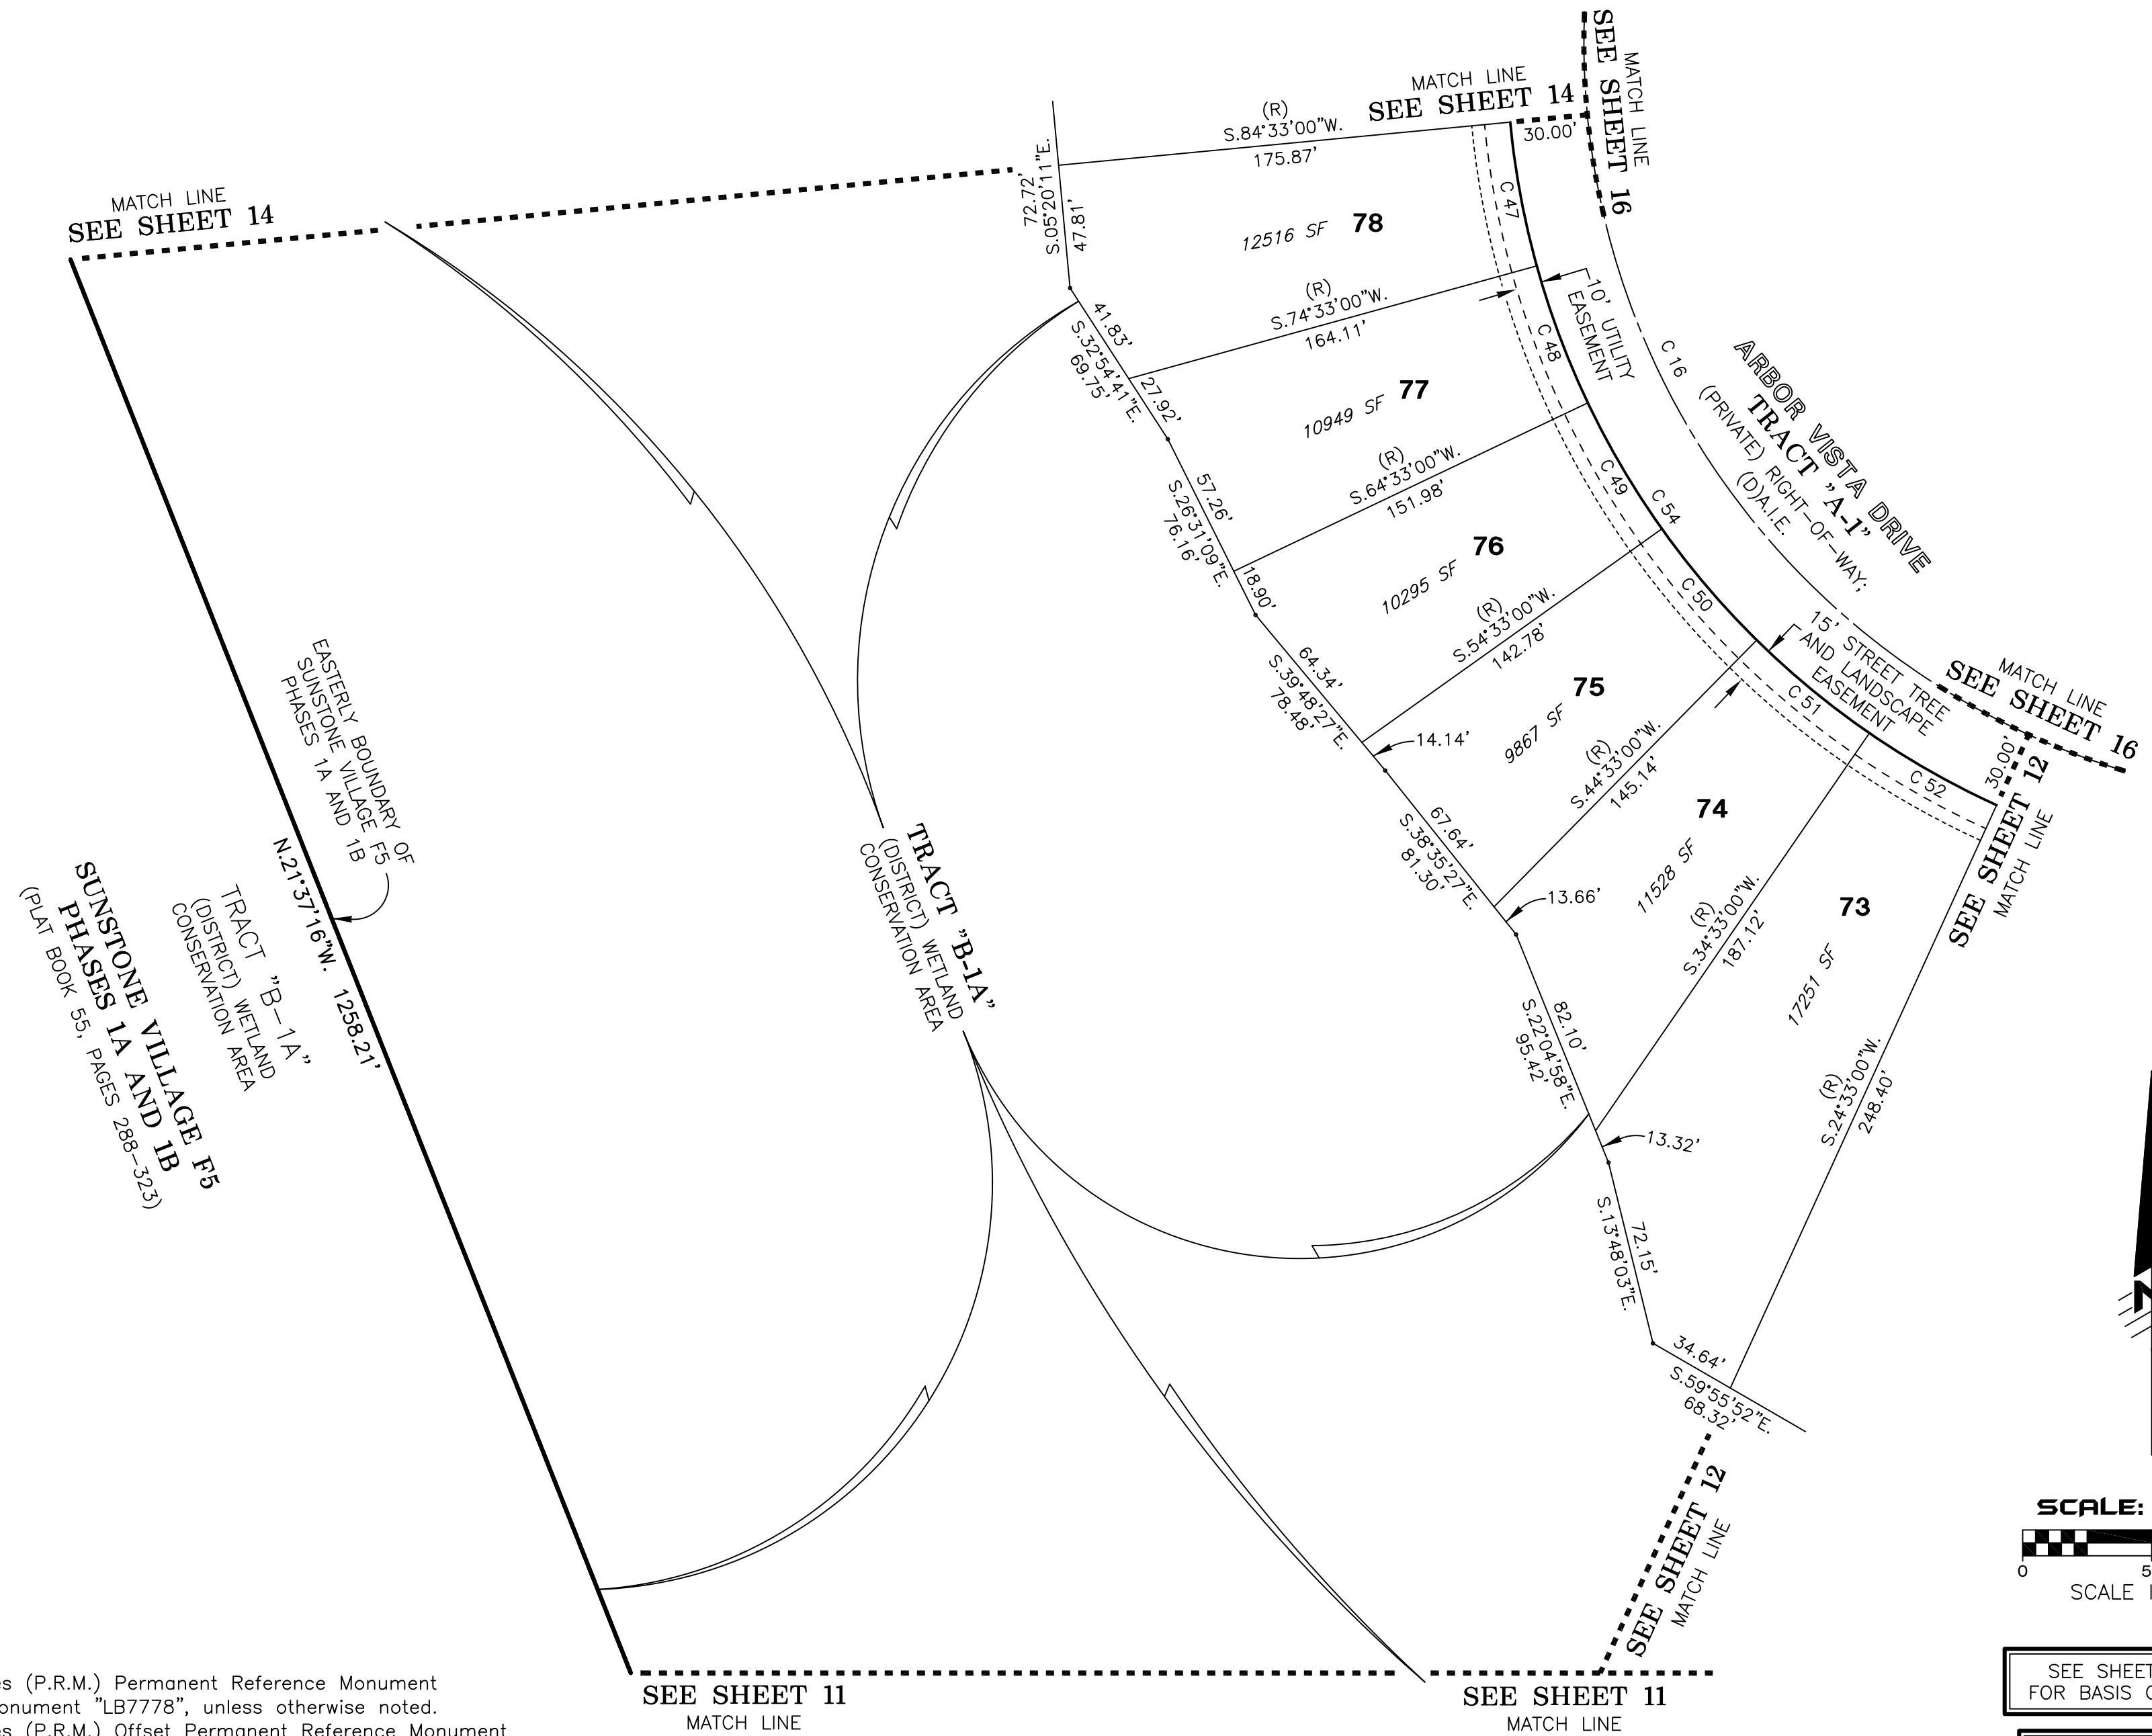 MATCH LINE
SEE SHEET 14
MATCH LINE
SEE SHEET 14
30.00'
SEE SHEET 16
MATCH LINE
(R)
S.84°33'00"W.
175.87'
72.72'
S.05°20'11"E.
47.81'
C 47
12516 SF
78
(R)
S.74°33'00"W.
164.11'
41.83'
S.32°54'41"E.
69.75'
27.92'
10' UTILITY
EASEMENT
C 48
C 16
77
10949 SF
ARBOR VISTA DRIVE
TRACT "A-1"
(PRIVATE) RIGHT-OF-WAY;
(D)A.I.E.
(R)
S.64°33'00"W.
151.98'
57.26'
S.26°31'09"E.
76.16'
18.90'
C 49
C 54
76
10295 SF
(R)
S.54°33'00"W.
142.78'
64.34'
S.39°48'27"E.
78.48'
14.14'
C 50
15' STREET TREE
AND LANDSCAPE
EASEMENT
MATCH LINE
SEE SHEET 16
75
9867 SF
C 51
(R)
S.44°33'00"W.
145.14'
67.64'
S.38°35'27"E.
81.30'
13.66'
C 52
30.00'
SEE SHEET 12
MATCH LINE
74
11528 SF
(R)
S.34°33'00"W.
187.12'
73
17251 SF
82.10'
S.22°04'58"E.
95.42'
13.32'
(R)
S.24°33'00"W.
248.40'
72.15'
S.13°48'03"E.
34.64'
S.59°55'52"E.
68.32'
SEE SHEET 12
MATCH LINE
EASTERLY BOUNDARY OF
SUNSTONE VILLAGE F5
PHASES 1A AND 1B
N.21°37'16"W. 1258.21'
TRACT "B-1A"
(DISTRICT) WETLAND
CONSERVATION AREA
SUNSTONE VILLAGE F5
PHASES 1A AND 1B
(PLAT BOOK 55, PAGES 288-323)
TRACT "B-1A"
(DISTRICT) WETLAND
CONSERVATION AREA
SCALE:
0 5
SCALE
SEE SHEET
FOR BASIS
SEE SHEET 11
MATCH LINE
SEE SHEET 11
MATCH LINE
(P.R.M.) Permanent Reference Monument
"LB7778", unless otherwise noted.
(P.R.M.) Offset Permanent Reference Monument